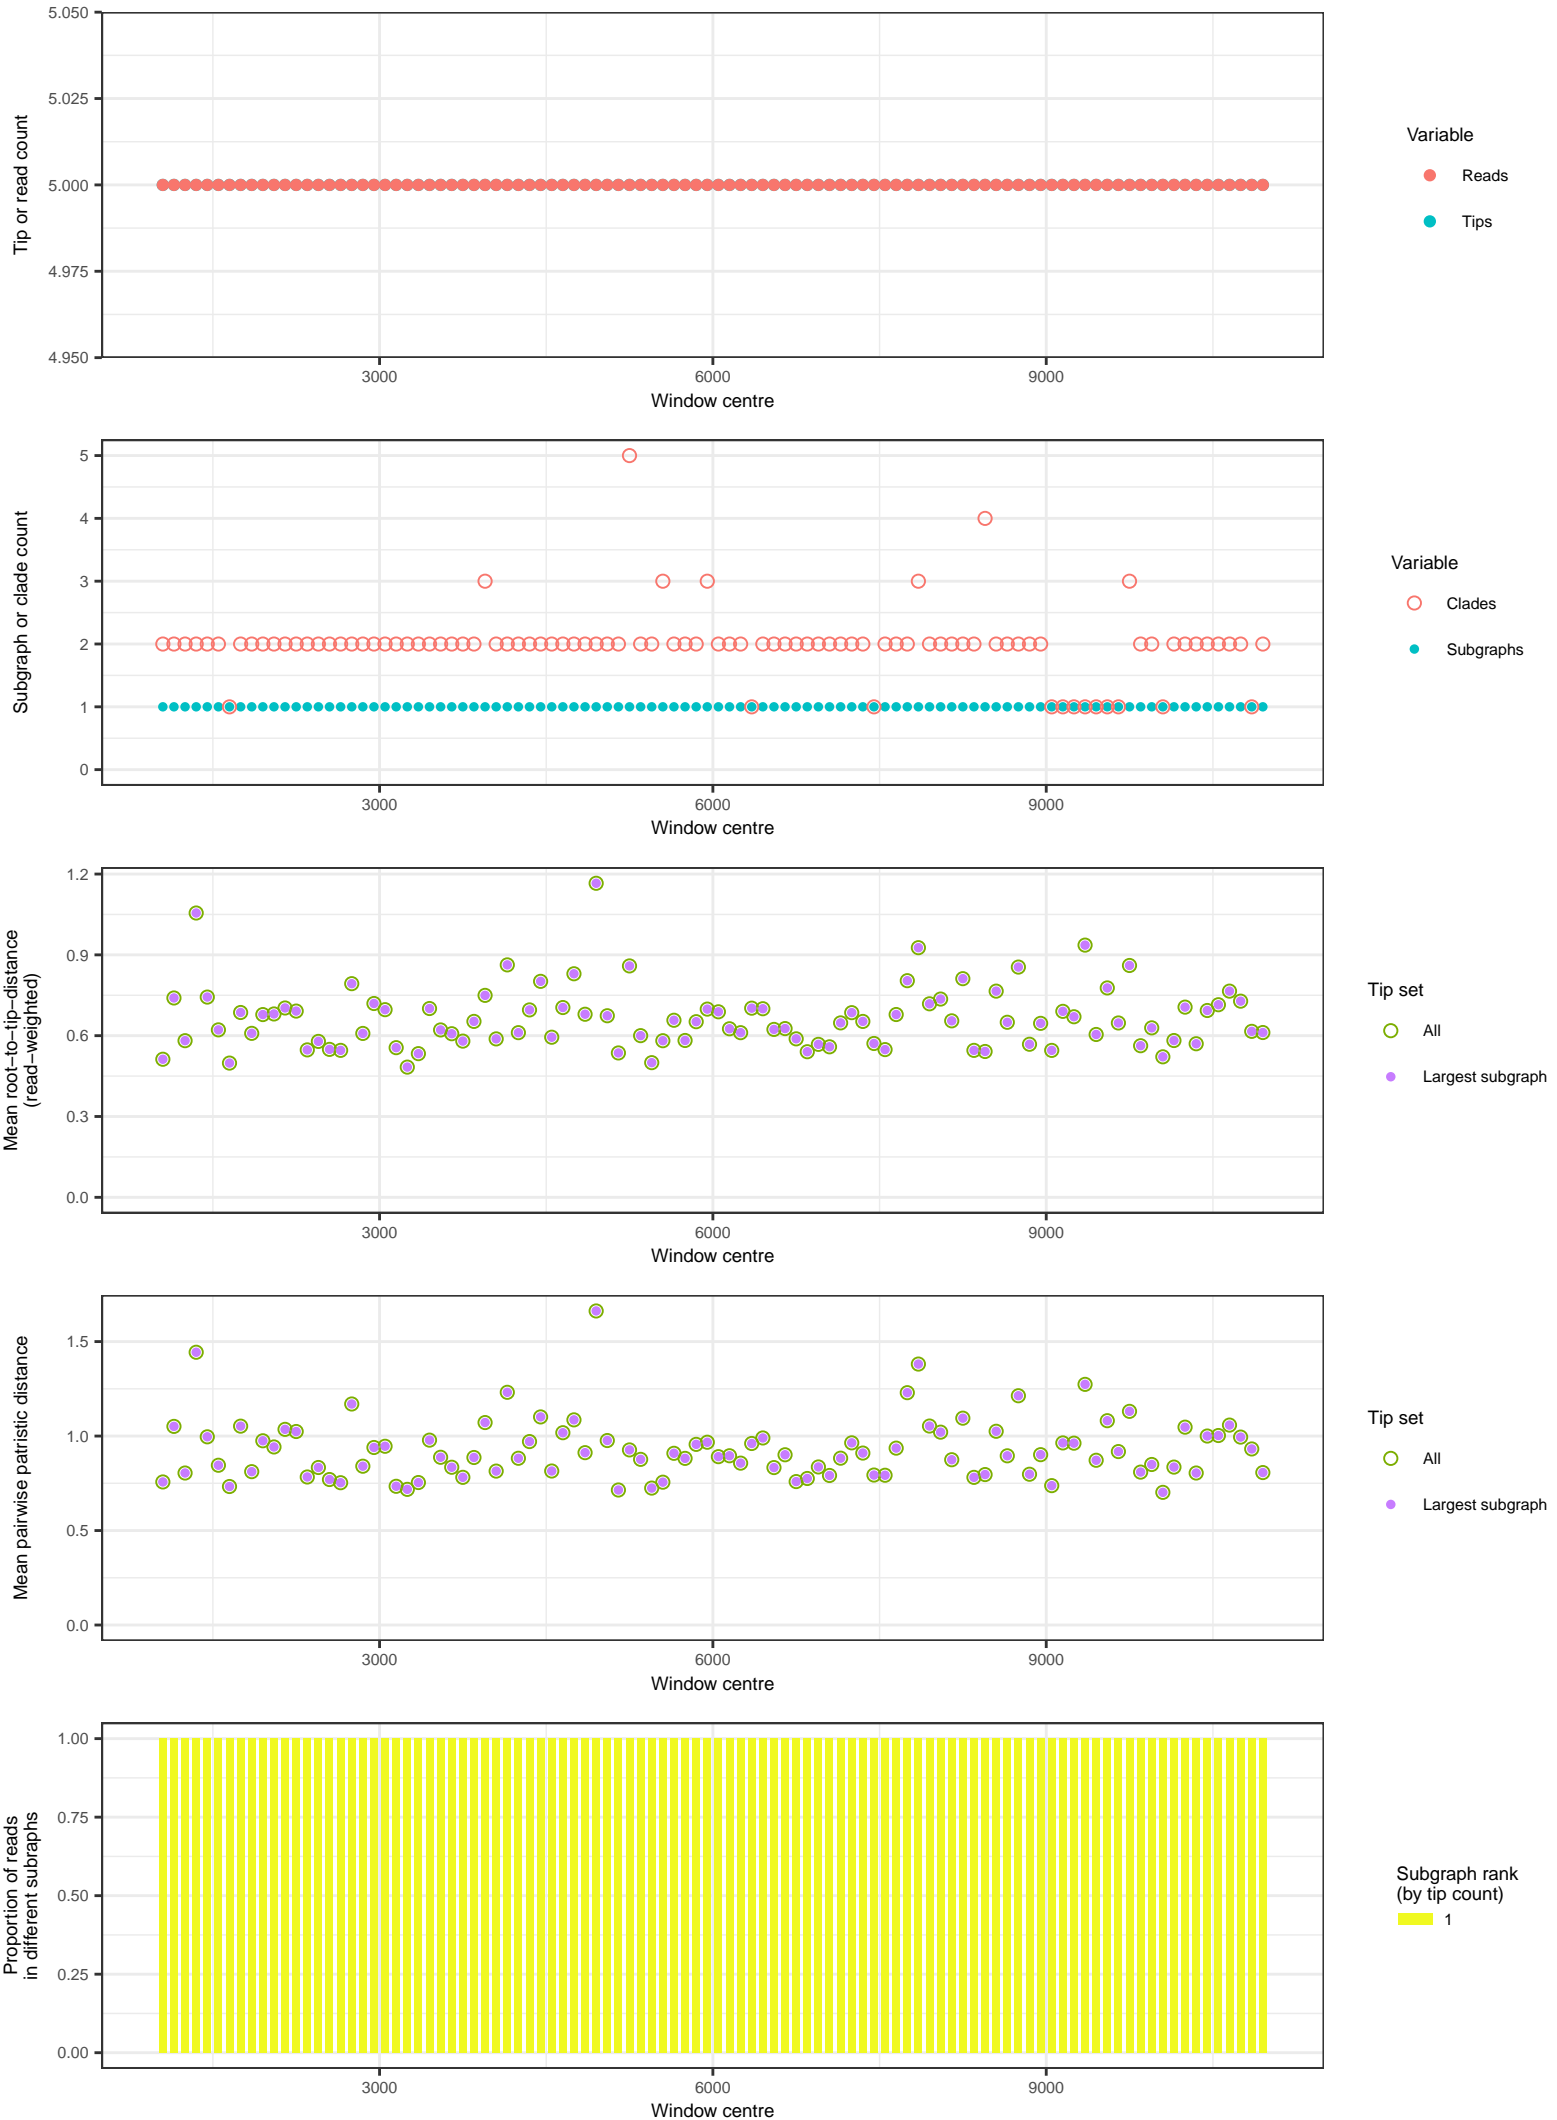 5.050
5.025
5.000
4.975
4.950
Tip or read count
3000
6000
9000
Window centre
Variable
Reads
Tips
5
4
3
2
1
0
Subgraph or clade count
3000
6000
9000
Window centre
Variable
Clades
Subgraphs
1.2
0.9
0.6
0.3
0.0
Mean root−to−tip−distance
(read−weighted)
3000
6000
9000
Window centre
Tip set
All
Largest subgraph
1.5
1.0
0.5
0.0
Mean pairwise patristic distance
3000
6000
9000
Window centre
Tip set
All
Largest subgraph
1.00
0.75
0.50
0.25
0.00
Proportion of reads
in different subraphs
3000
6000
9000
Window centre
Subgraph rank
(by tip count)
1